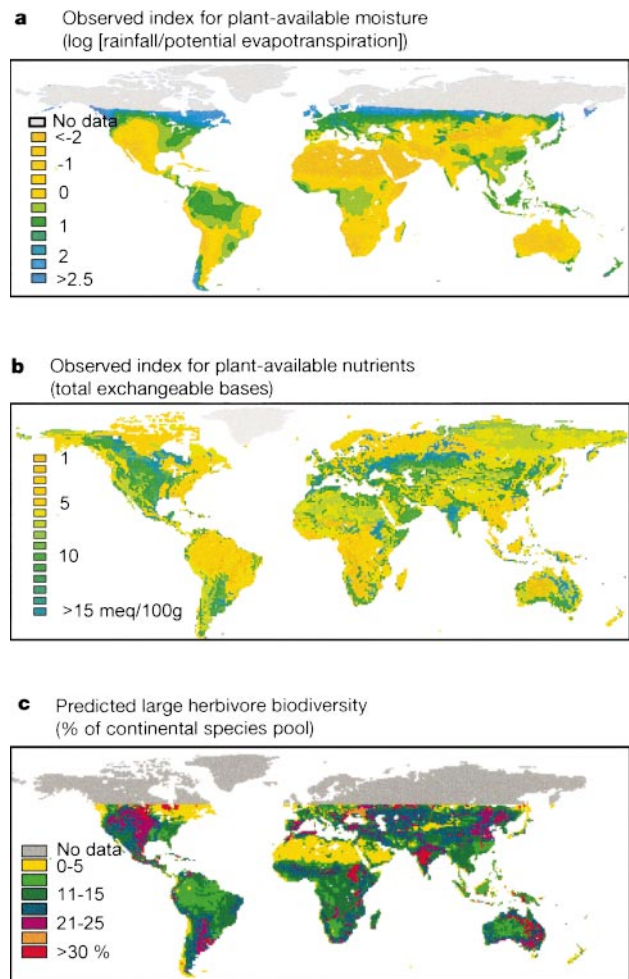 a Observed index for plant-available moisture
(log [rainfall/potential evapotranspiration])
No data
<-2
-1
0
1
2
>2.5
b Observed index for plant-available nutrients
(total exchangeable bases)
1
5
10
>15 meq/100g
c Predicted large herbivore biodiversity
(% of continental species pool)
No data
0-5
11-15
21-25
>30 %